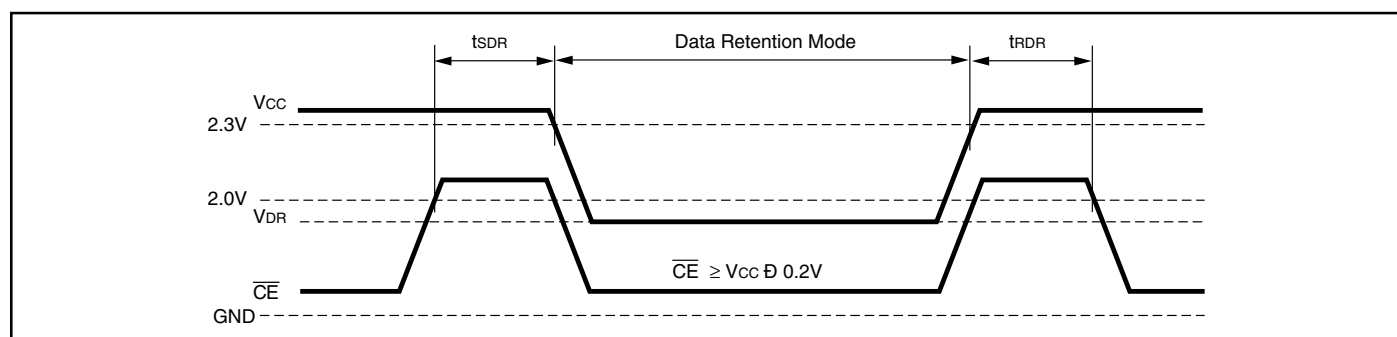 tSDR Data Retention Mode tRDR
VCC
2.3V
2.0V
VDR
CE ≥ VCC Ð 0.2V
CE
GND